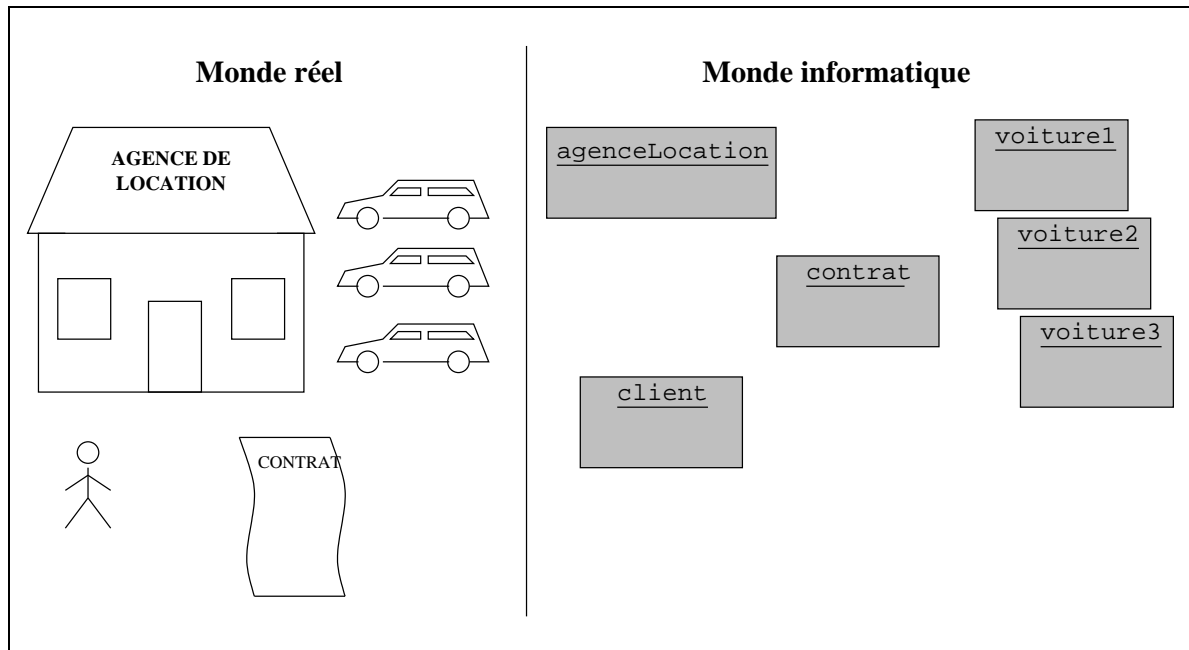 Monde réel
AGENCE DE
LOCATION
CONTRAT
Monde informatique
agenceLocation
voiture1
voiture2
contrat
voiture3
client